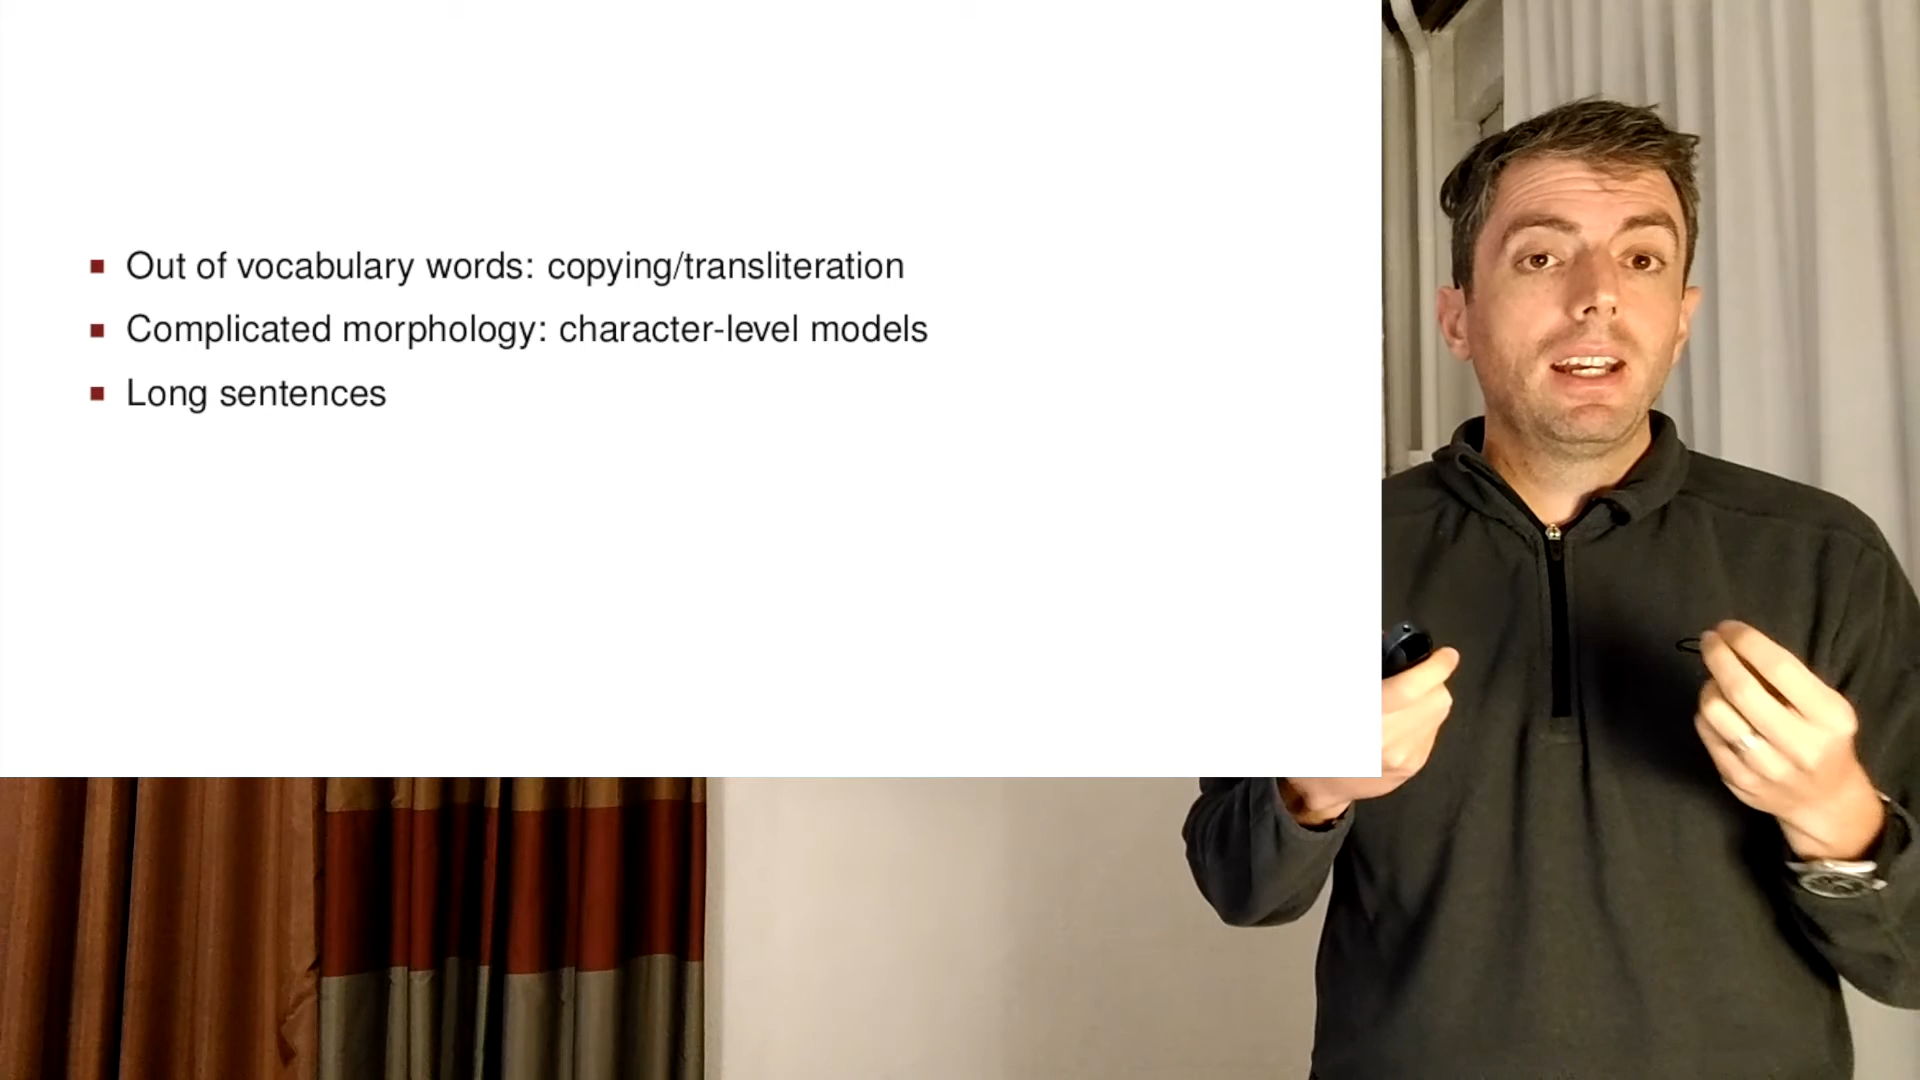 Out of vocabulary words: copying/transliteration
Complicated morphology: character-level models
Long sentences